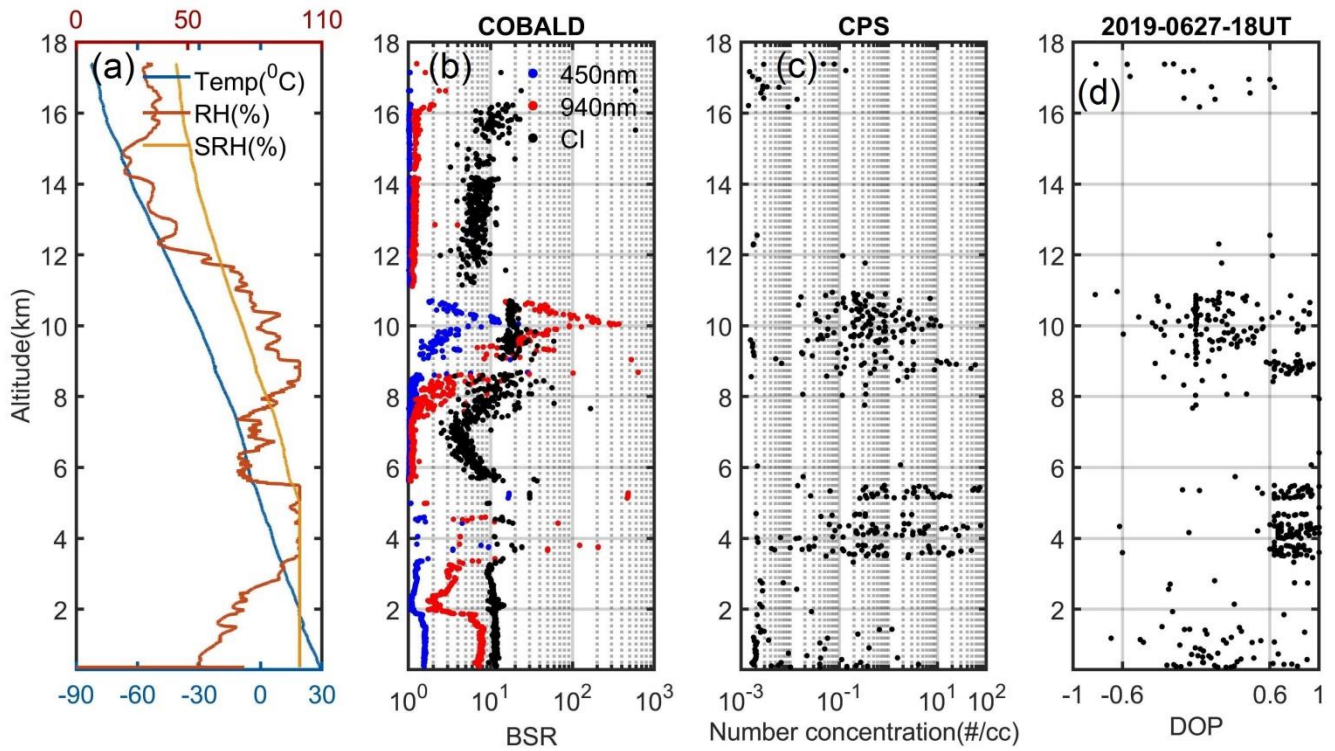 0 50 110
COBALD
CPS
2019-0627-18UT
(a)
(b)
(c)
(d)
Temp(⁰C)
RH(%)
SRH(%)
450nm
940nm
CI
Altitude(km)
18
16
14
12
10
8
6
4
2
-90 -60 -30 0 30
18
16
14
12
10
8
6
4
2
10⁰ 10¹ 10² 10³
BSR
18
16
14
12
10
8
6
4
2
10⁻³ 10⁻¹ 10⁰ 10²
Number concentration(#/cc)
18
16
14
12
10
8
6
4
2
-1 -0.6 0.6 1
DOP